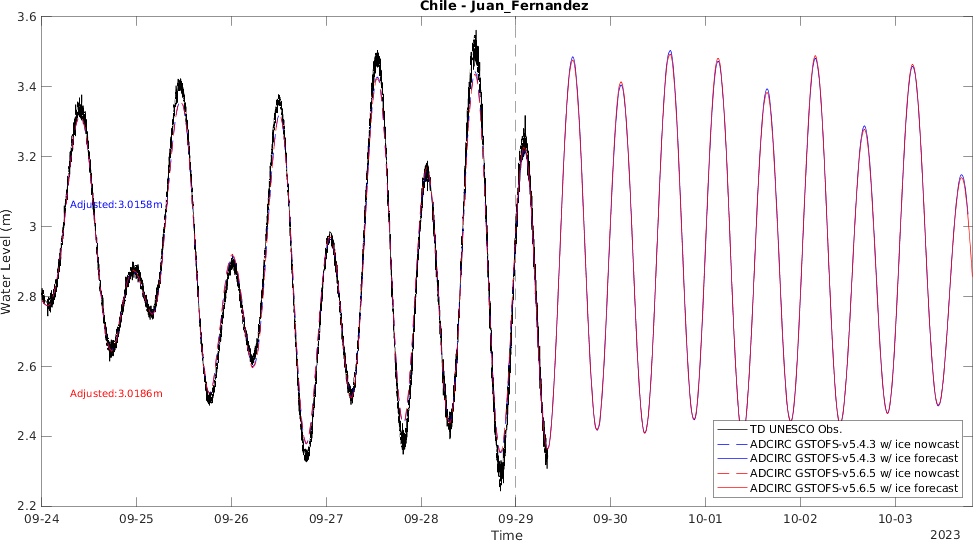 Chile - Juan_Fernandez
3.6
3.4
3.2
3
2.8
2.6
2.4
2.2
Water Level (m)
Adjusted:3.0158m
Adjusted:3.0186m
TD UNESCO Obs.
ADCIRC GSTOFS-v5.4.3 w/ ice nowcast
ADCIRC GSTOFS-v5.4.3 w/ ice forecast
ADCIRC GSTOFS-v5.6.5 w/ ice nowcast
ADCIRC GSTOFS-v5.6.5 w/ ice forecast
09-24 09-25 09-26 09-27 09-28 09-29 09-30 10-01 10-02 10-03
Time
2023